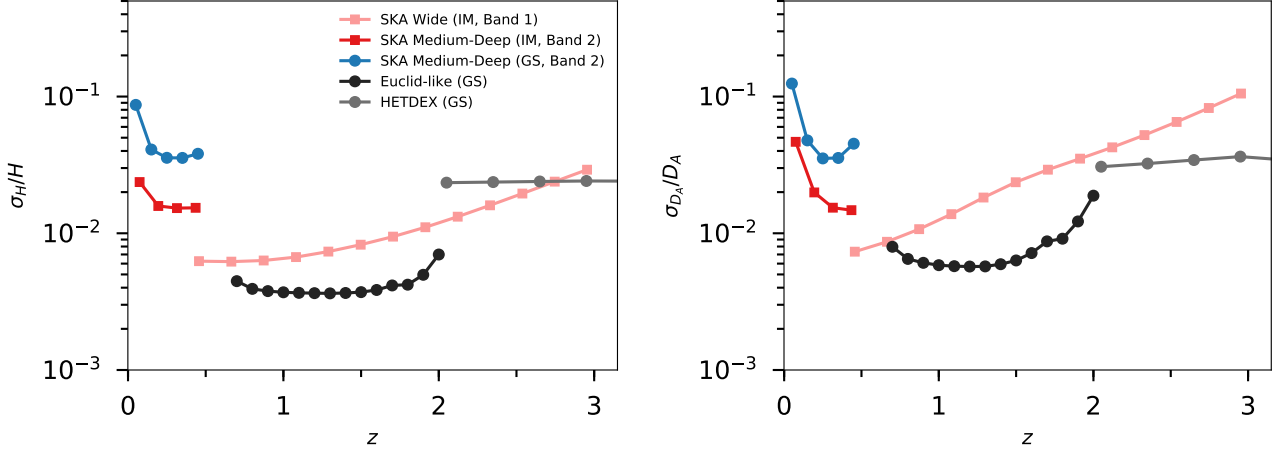 SKA Wide (IM, Band 1)
SKA Medium-Deep (IM, Band 2)
SKA Medium-Deep (GS, Band 2)
Euclid-like (GS)
HETDEX (GS)
10⁻¹
10⁻²
10⁻³
σ_H/H
0 1 2 3
z
10⁻¹
10⁻²
10⁻³
σ_{D_A}/D_A
0 1 2 3
z